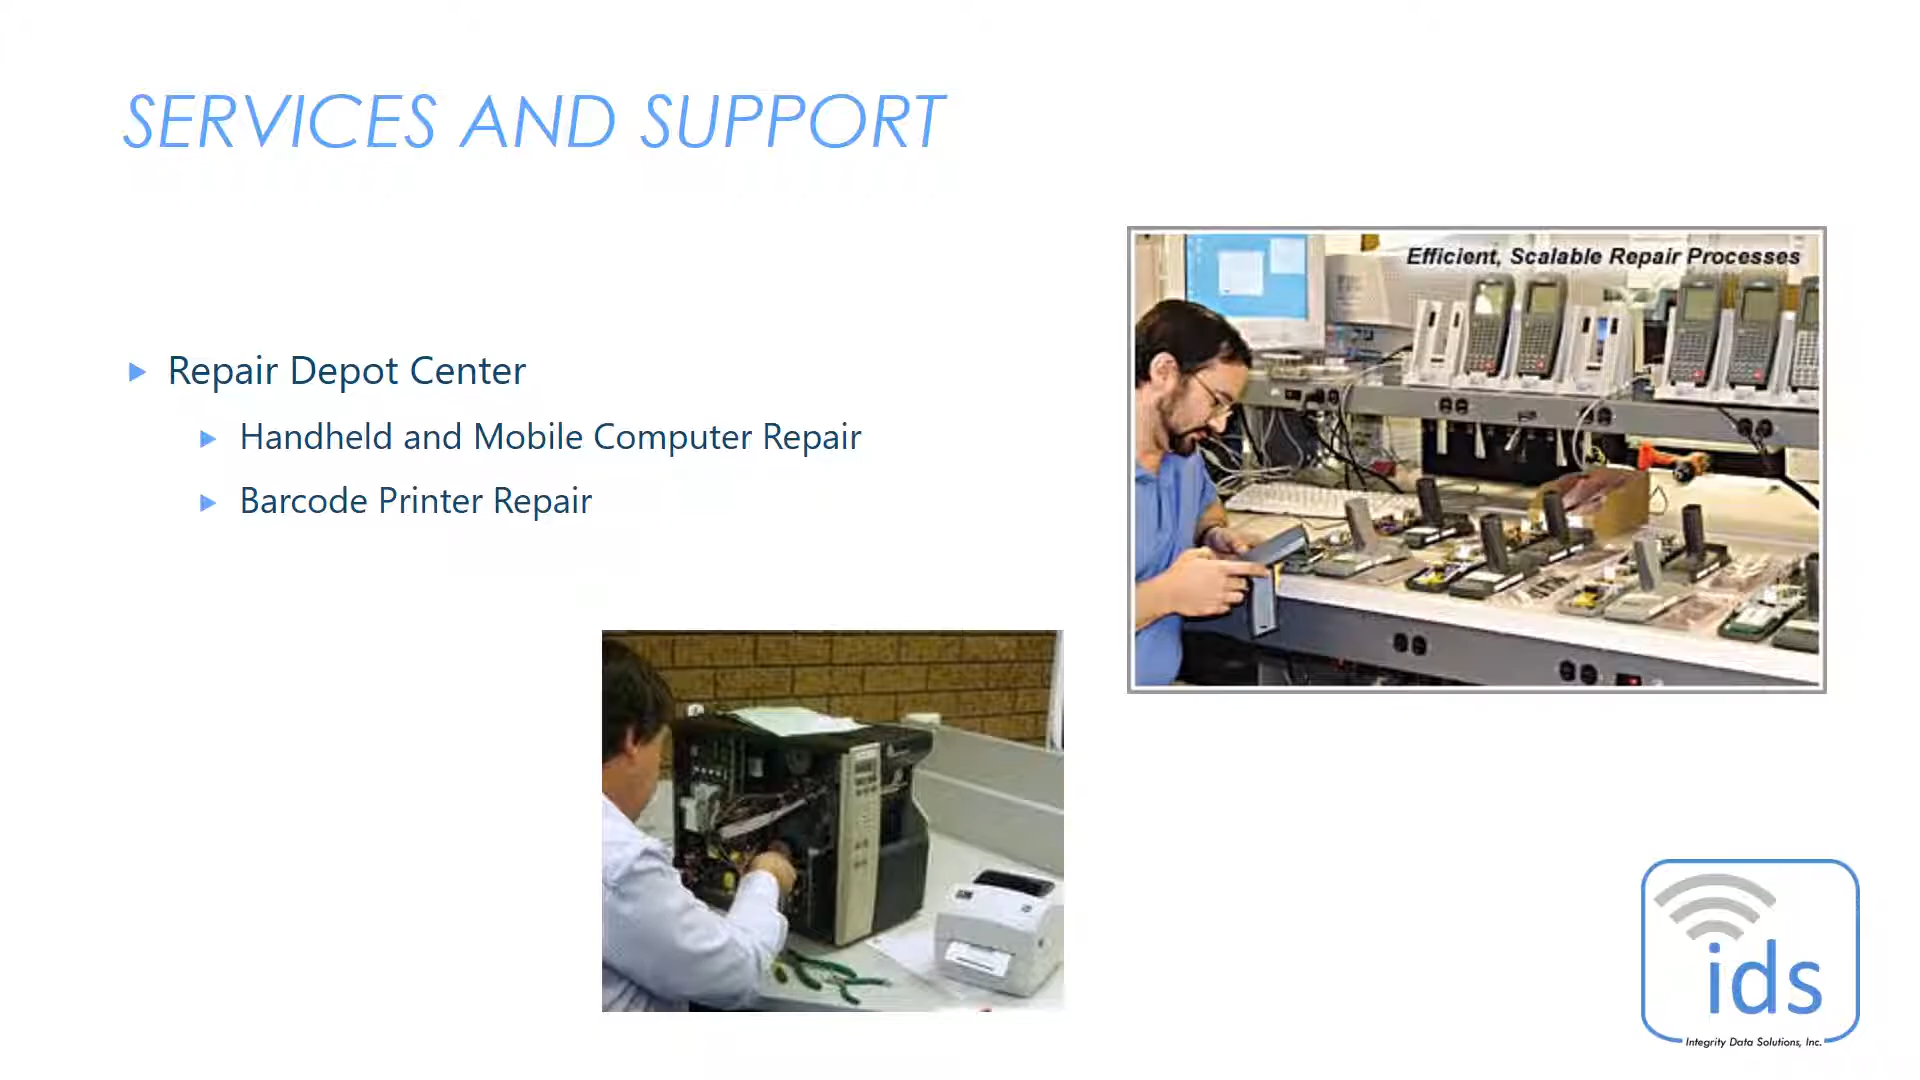 SERVICES AND SUPPORT
Efficient, Scalable Repair Processes
Repair Depot Center
Handheld and Mobile Computer Repair
Barcode Printer Repair
ids
Integrity Data Solutions, Inc.